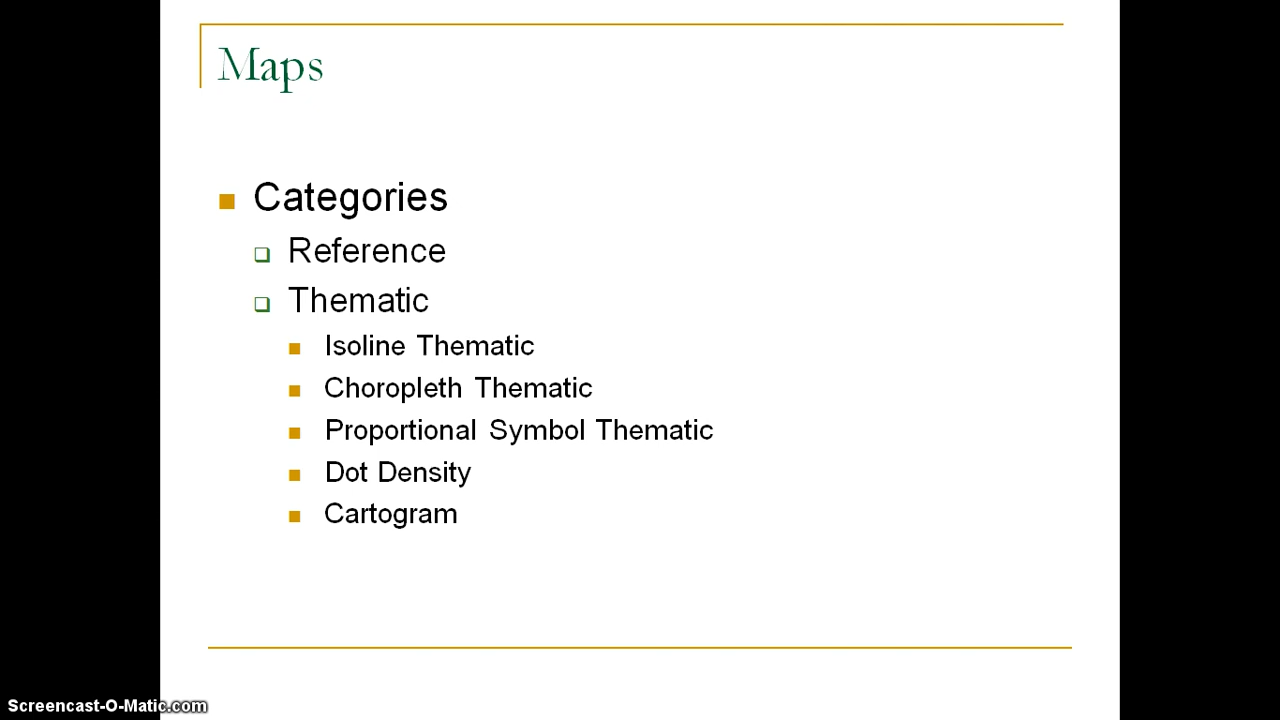 Maps
Categories
Reference
Thematic
Isoline Thematic
Choropleth Thematic
Proportional Symbol Thematic
Dot Density
Cartogram
Screencast-O-Matic.com